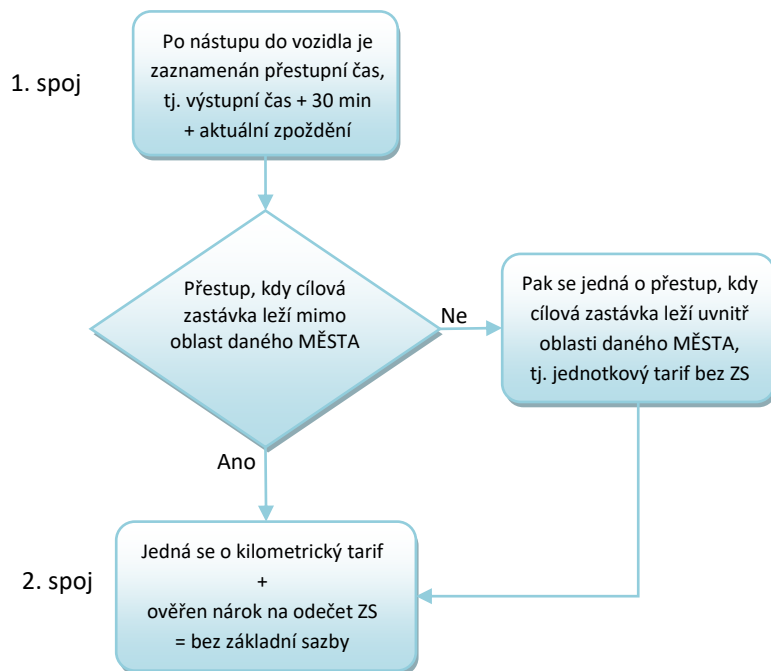 1. spoj
Po nástupu do vozidla je
zaznamenán přestupní čas,
tj. výstupní čas + 30 min
+ aktuální zpoždění
Přestup, kdy cílová
zastávka leží mimo
oblast daného MĚSTA
Ne
Pak se jedná o přestup, kdy
cílová zastávka leží uvnitř
oblasti daného MĚSTA,
tj. jednotkový tarif bez ZS
Ano
2. spoj
Jedná se o kilometrický tarif
+
ověřen nárok na odečet ZS
= bez základní sazby